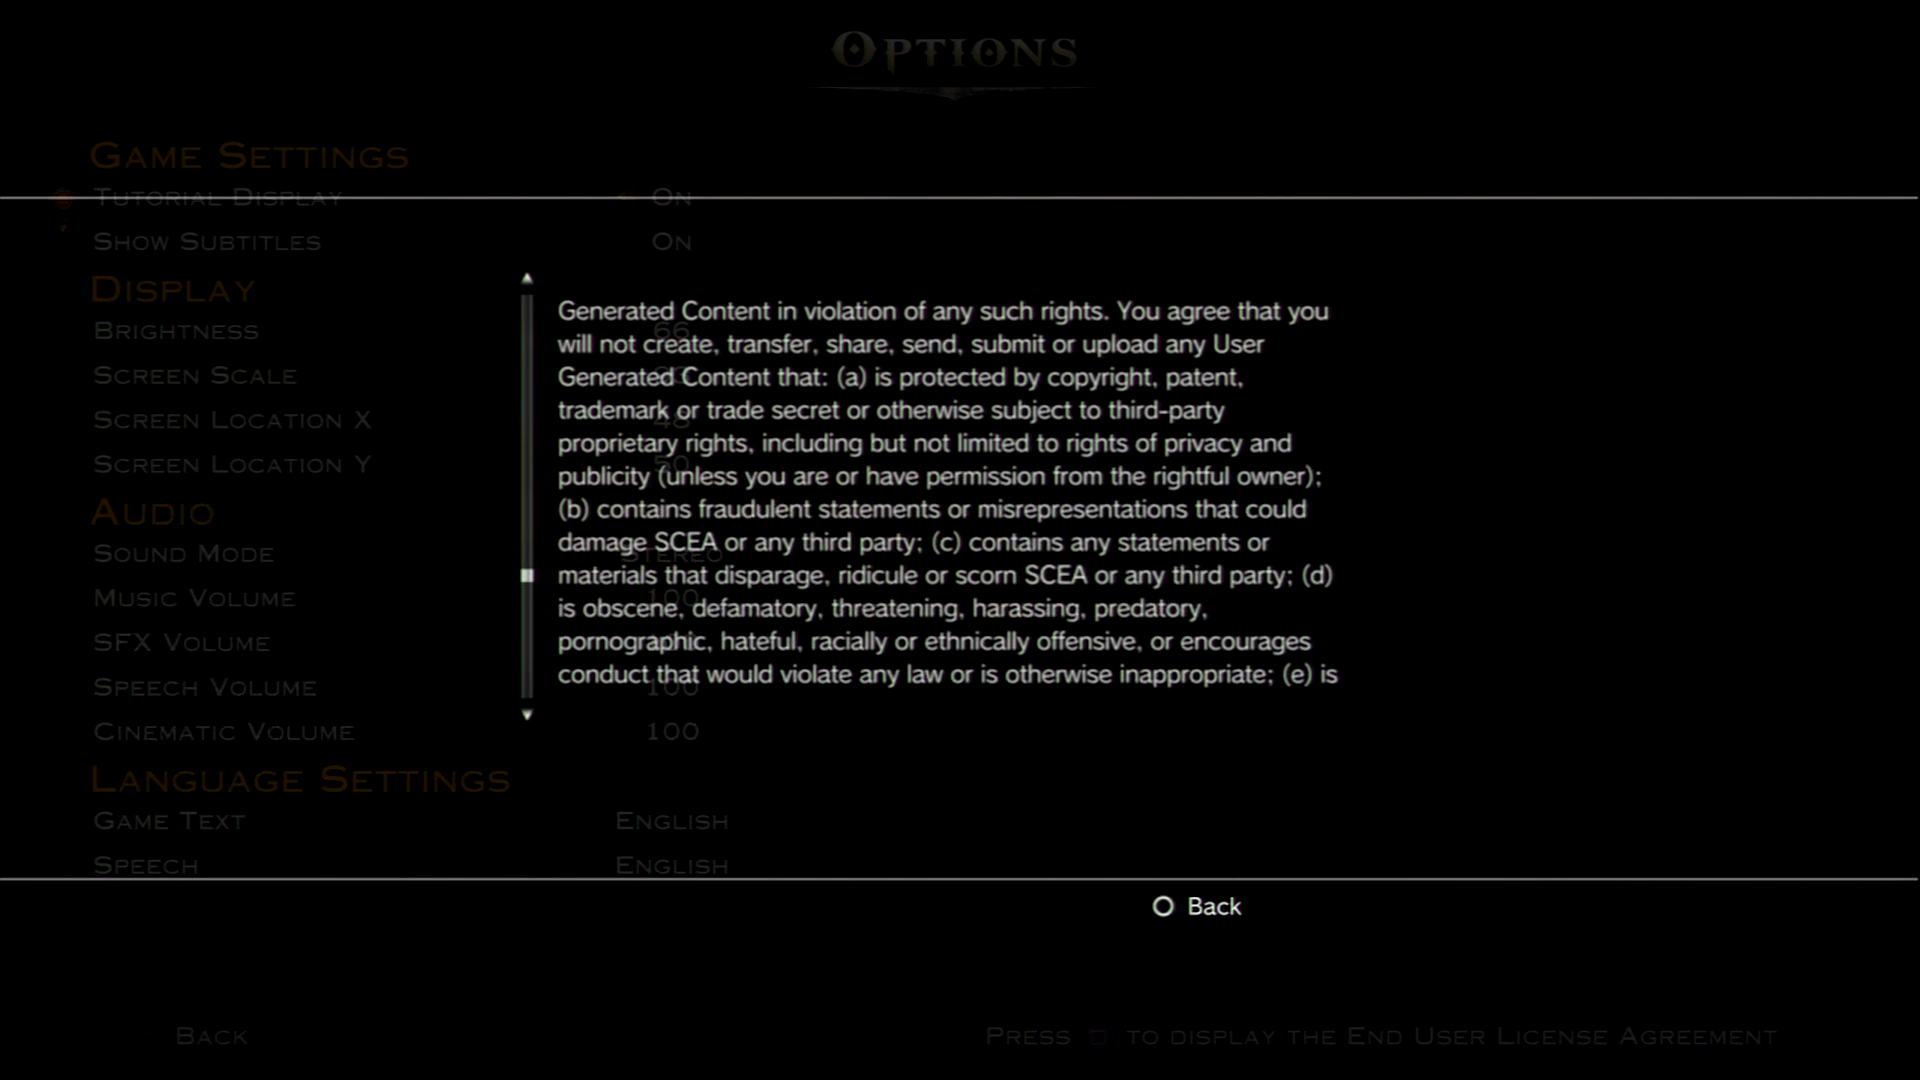 OPTIONS
GAME SETTINGS
TUTORIAL DISPLAY ON
SHOW SUBTITLES ON
DISPLAY
BRIGHTNESS 66
SCREEN SCALE
SCREEN LOCATION X 48
SCREEN LOCATION Y 50
AUDIO
SOUND MODE STEREO
MUSIC VOLUME 100
SFX VOLUME
SPEECH VOLUME 100
CINEMATIC VOLUME 100
LANGUAGE SETTINGS
GAME TEXT ENGLISH
SPEECH ENGLISH
Generated Content in violation of any such rights. You agree that you
will not create, transfer, share, send, submit or upload any User
Generated Content that: (a) is protected by copyright, patent,
trademark or trade secret or otherwise subject to third-party
proprietary rights, including but not limited to rights of privacy and
publicity (unless you are or have permission from the rightful owner);
(b) contains fraudulent statements or misrepresentations that could
damage SCEA or any third party; (c) contains any statements or
materials that disparage, ridicule or scorn SCEA or any third party; (d)
is obscene, defamatory, threatening, harassing, predatory,
pornographic, hateful, racially or ethnically offensive, or encourages
conduct that would violate any law or is otherwise inappropriate; (e) is
Back
BACK
PRESS TO DISPLAY THE END USER LICENSE AGREEMENT